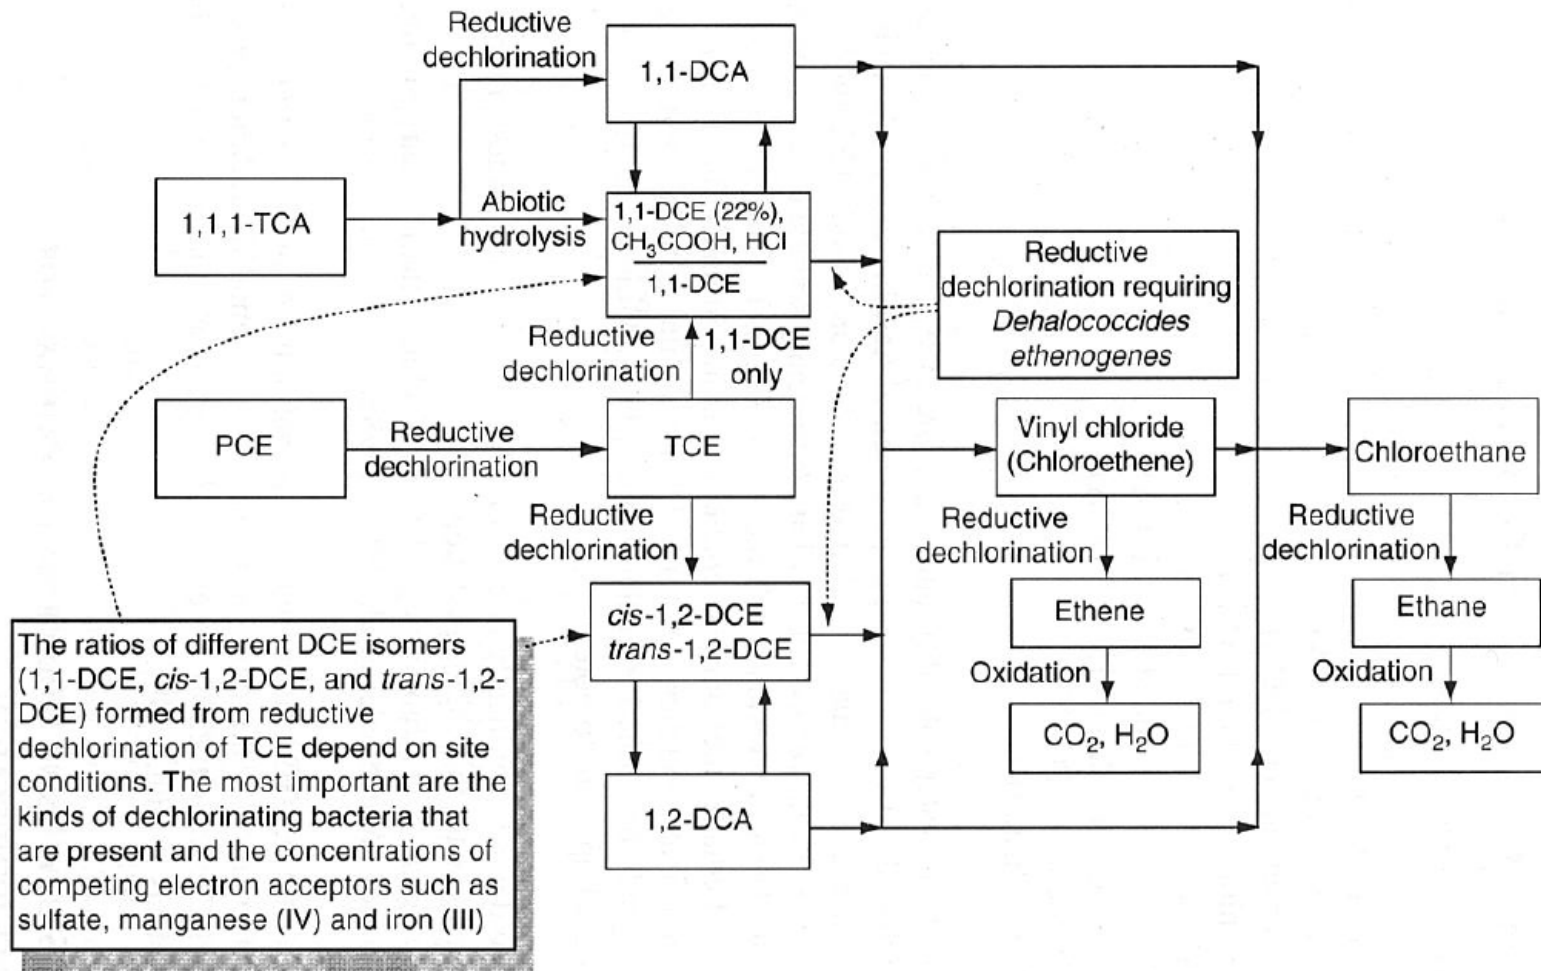 Reductive
dechlorination
1,1-DCA
1,1,1-TCA
Abiotic
hydrolysis
1,1-DCE (22%),
CH₃COOH, HCl
1,1-DCE
Reductive
dechlorination requiring
Dehalococcides
ethenogenes
Reductive
dechlorination
1,1-DCE
only
PCE
Reductive
dechlorination
TCE
Vinyl chloride
(Chloroethene)
Chloroethane
Reductive
dechlorination
Reductive
dechlorination
Reductive
dechlorination
cis-1,2-DCE
trans-1,2-DCE
Ethene
Ethane
Oxidation
Oxidation
CO₂, H₂O
CO₂, H₂O
1,2-DCA
The ratios of different DCE isomers
(1,1-DCE, cis-1,2-DCE, and trans-1,2-
DCE) formed from reductive
dechlorination of TCE depend on site
conditions. The most important are the
kinds of dechlorinating bacteria that
are present and the concentrations of
competing electron acceptors such as
sulfate, manganese (IV) and iron (III)